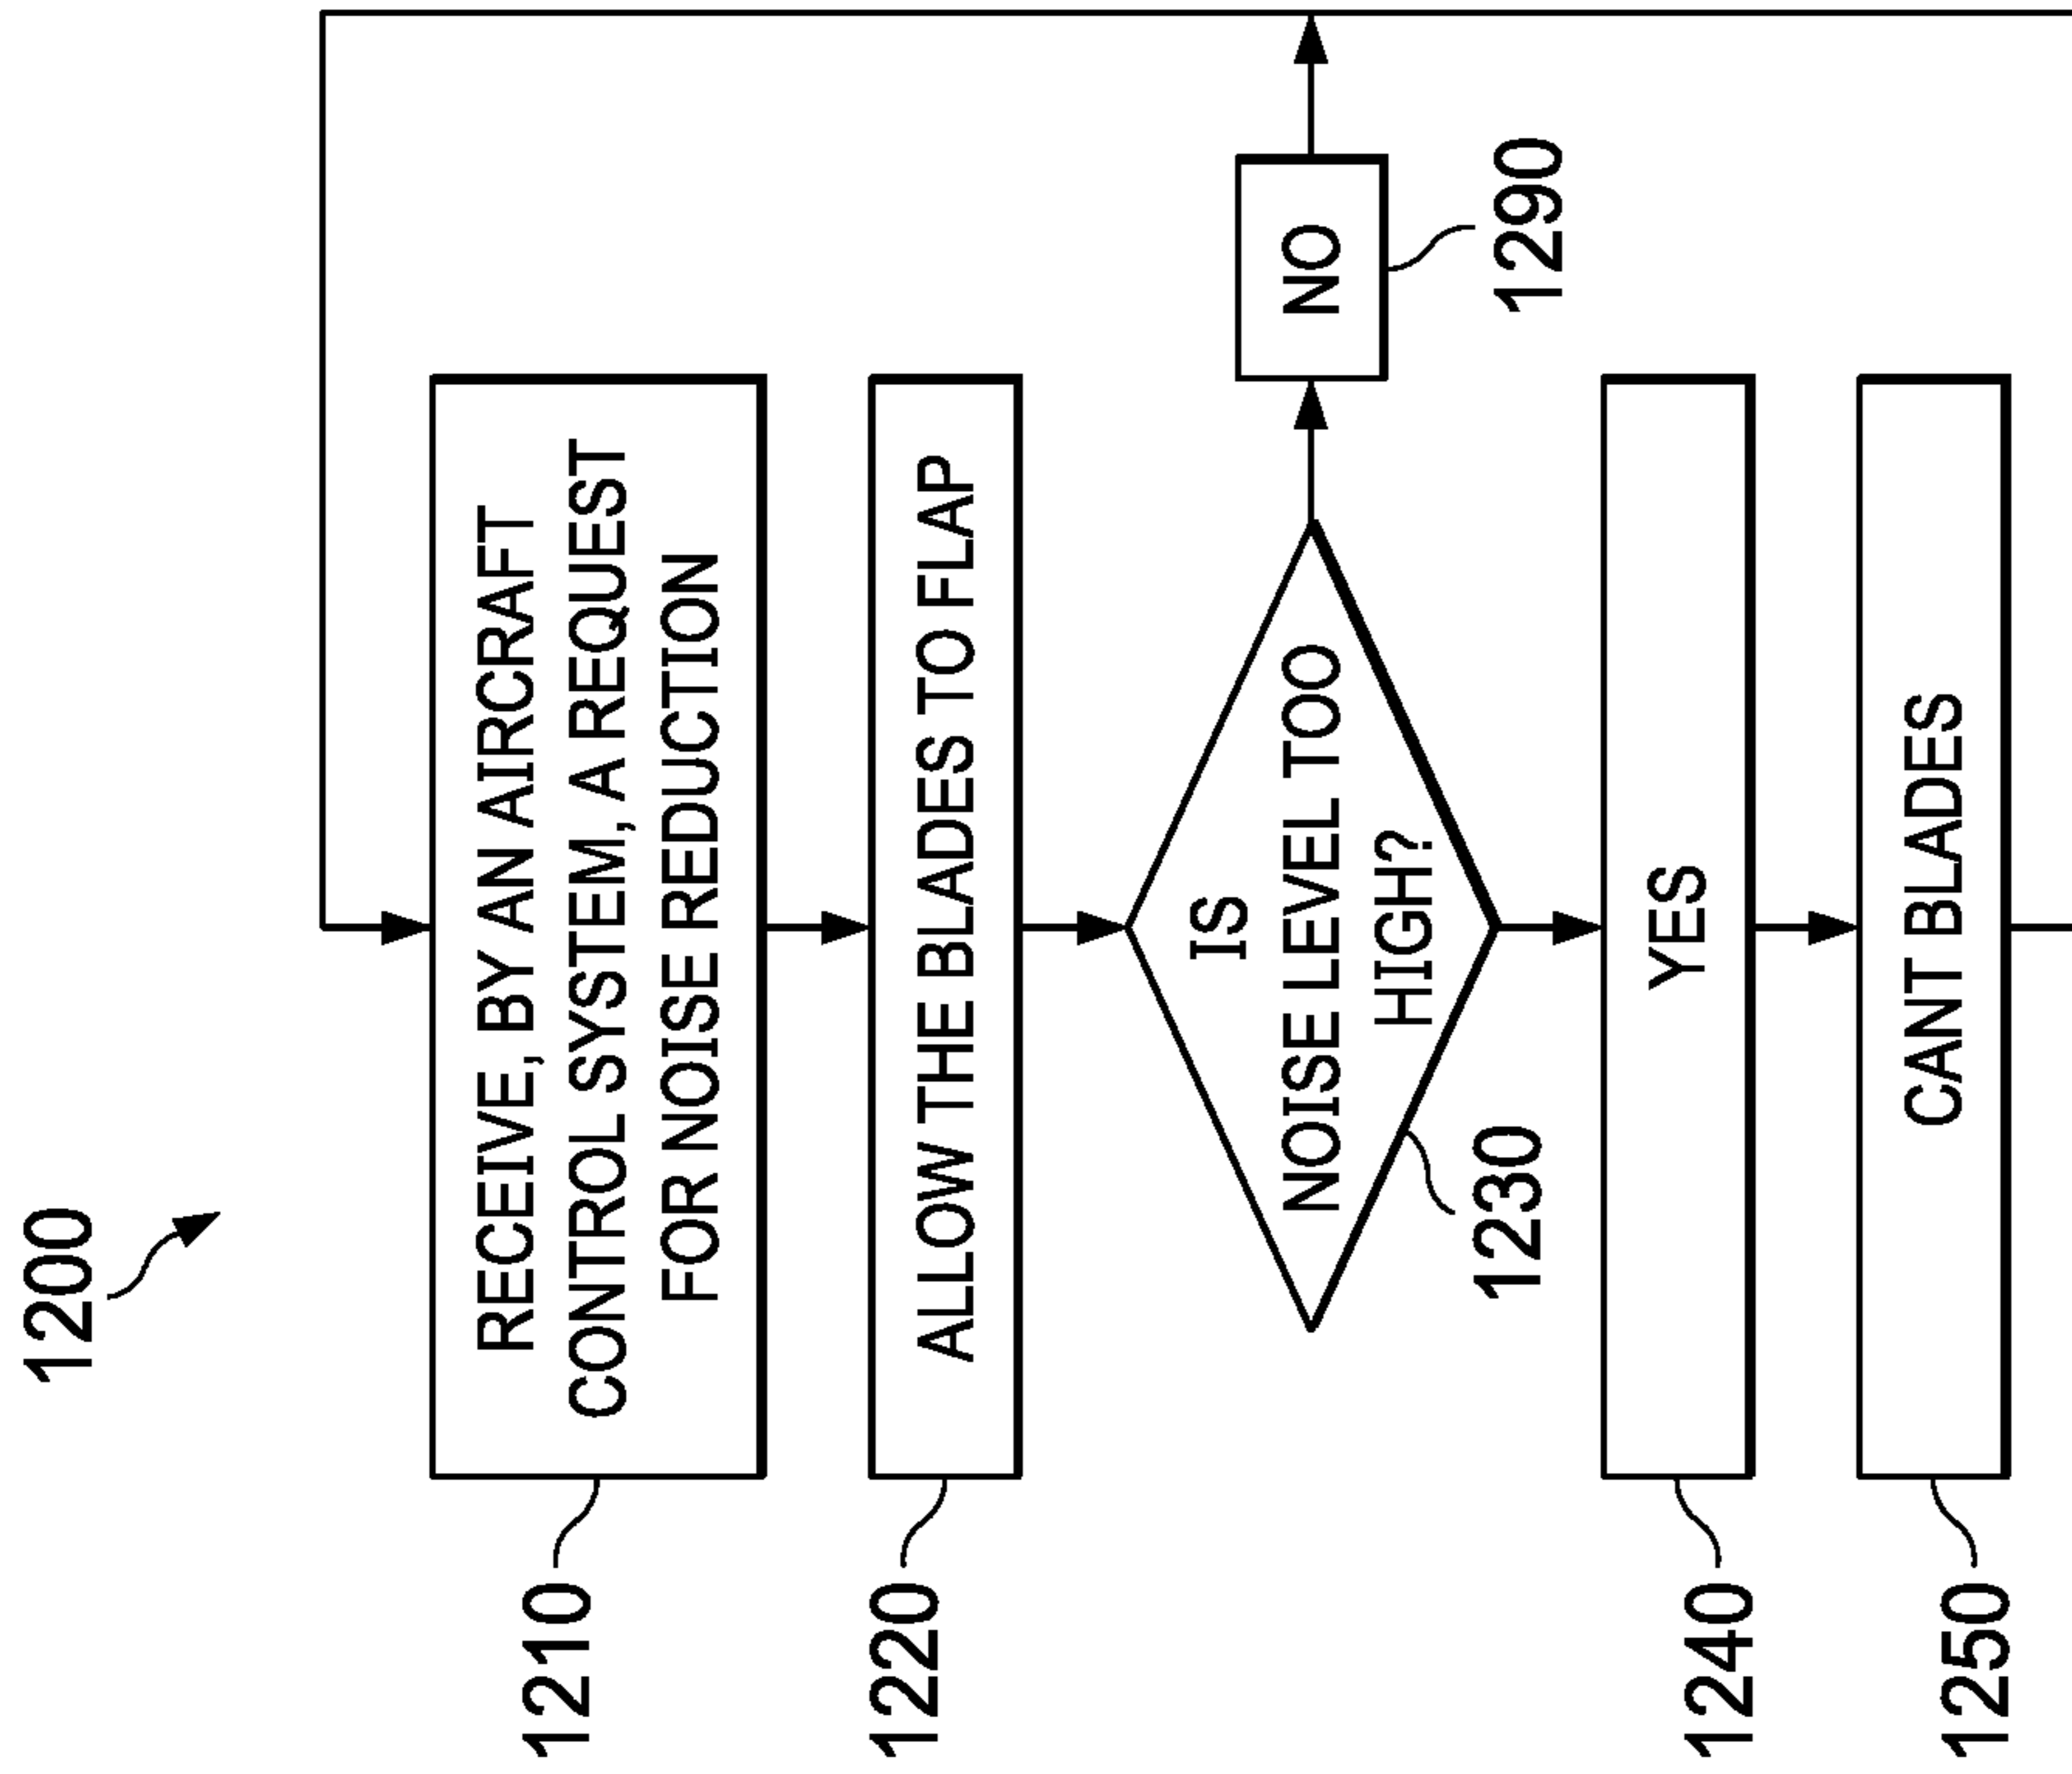 1200
1210
RECEIVE, BY AN AIRCRAFT
CONTROL SYSTEM, A REQUEST
FOR NOISE REDUCTION
1220
ALLOW THE BLADES TO FLAP
IS
NOISE LEVEL TOO
HIGH?
1230
NO
1290
1240
YES
1250
CANT BLADES